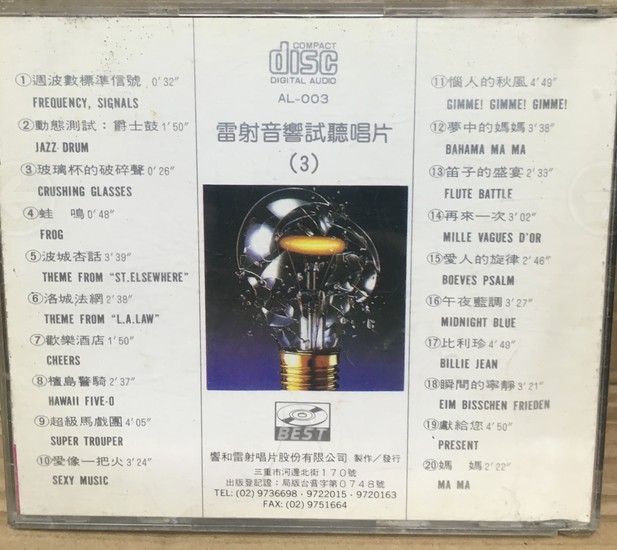 ①週波數標準信號 0'32"
FREQUENCY, SIGNALS
②動態測試：爵士鼓 1'50"
JAZZ DRUM
③玻璃杯的破碎聲 0'26"
CRUSHING GLASSES
④蛙　鳴 0'48"
FROG
⑤波城杏話 3'39"
THEME FROM "ST.ELSEWHERE"
⑥洛城法網 2'38"
THEME FROM "L.A.LAW"
⑦歡樂酒店 1'50"
CHEERS
⑧檀島警騎 2'37"
HAWAII FIVE-O
⑨超級馬戲團 4'05"
SUPER TROUPER
⑩愛像一把火 3'24"
SEXY MUSIC
COMPACT
disc
DIGITAL AUDIO
AL-003
雷射音響試聽唱片
(3)
BEST
響和雷射唱片股份有限公司 製作／發行
三重市河邊北街170號
出版登記證：局版台音字第0748號
TEL: (02) 9736698・9722015・9720163
FAX: (02) 9751664
⑪惱人的秋風 4'49"
GIMME! GIMME! GIMME!
⑫夢中的媽媽 3'38"
BAHAMA MA MA
⑬笛子的盛宴 2'33"
FLUTE BATTLE
⑭再來一次 3'02"
MILLE VAGUES D'OR
⑮愛人的旋律 2'46"
BOEVES PSALM
⑯午夜藍調 3'27"
MIDNIGHT BLUE
⑰比利珍 4'49"
BILLIE JEAN
⑱瞬間的寧靜 3'21"
EIM BISSCHEN FRIEDEN
⑲獻給您 4'50"
PRESENT
⑳媽　媽 2'22"
MA MA